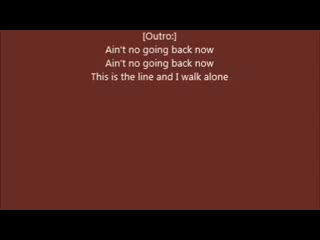 [Outro:]
Ain't no going back now
Ain't no going back now
This is the line and I walk alone